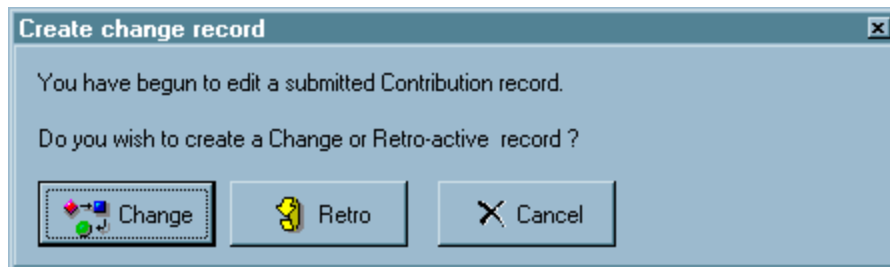 Create change record
You have begun to edit a submitted Contribution record.
Do you wish to create a Change or Retro-active record ?
Change Retro Cancel